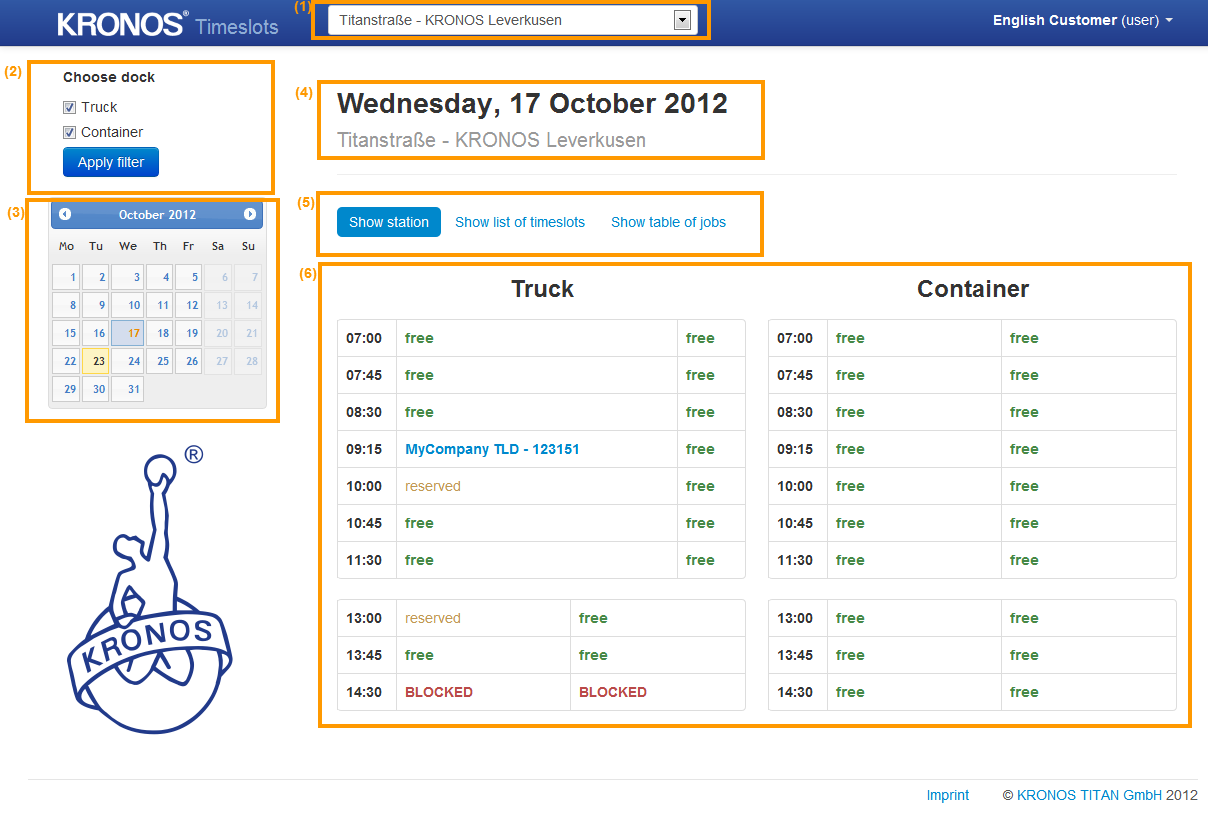 KRONOS® Timeslots
(1)
Titanstraße - KRONOS Leverkusen
English Customer (user)
(2)
Choose dock
Truck
Container
Apply filter
(3)
October 2012
Mo Tu We Th Fr Sa Su
1 2 3 4 5 6 7
8 9 10 11 12 13 14
15 16 17 18 19 20 21
22 23 24 25 26 27 28
29 30 31
®
KRONOS
(4)
Wednesday, 17 October 2012
Titanstraße - KRONOS Leverkusen
(5)
Show station Show list of timeslots Show table of jobs
(6)
Truck
07:00 free free
07:45 free free
08:30 free free
09:15 MyCompany TLD - 123151 free
10:00 reserved free
10:45 free free
11:30 free free
13:00 reserved free
13:45 free free
14:30 BLOCKED BLOCKED
Container
07:00 free free
07:45 free free
08:30 free free
09:15 free free
10:00 free free
10:45 free free
11:30 free free
13:00 free free
13:45 free free
14:30 free free
Imprint © KRONOS TITAN GmbH 2012